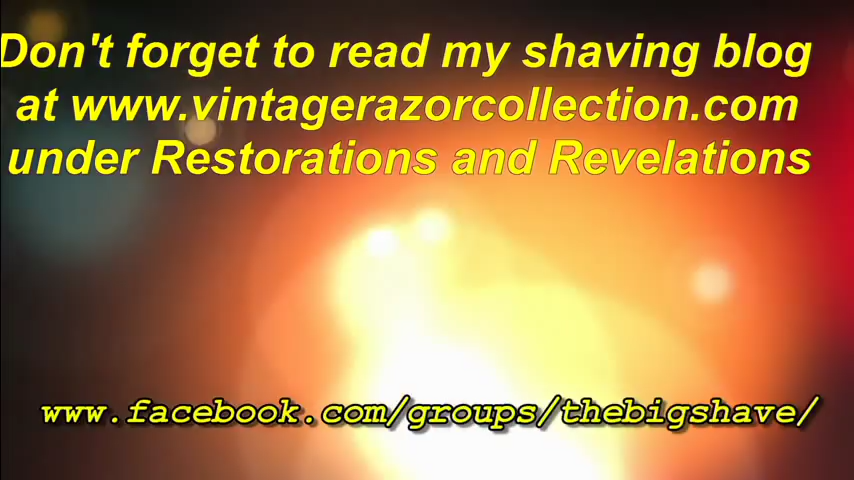 Don't forget to read my shaving blog
at www.vintagerazorcollection.com
under Restorations and Revelations
www.facebook.com/groups/thebigshave/